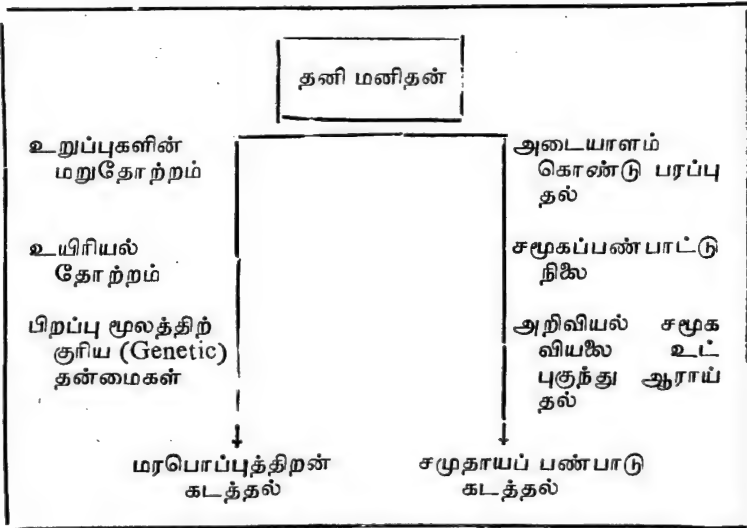 தனி மனிதன்
உறுப்புகளின்
மறுதோற்றம்
உயிரியல்
தோற்றம்
பிறப்பு மூலத்திற்
குரிய (Genetic)
தன்மைகள்
மரபொப்புத்திறன்
கடத்தல்
அடையாளம்
கொண்டு பரப்பு
தல்
சமூகப்பண்பாட்டு
நிலை
அறிவியல் சமூக
வியலை உட்
புகுந்து ஆராய்
தல்
சமுதாயப் பண்பாடு
கடத்தல்